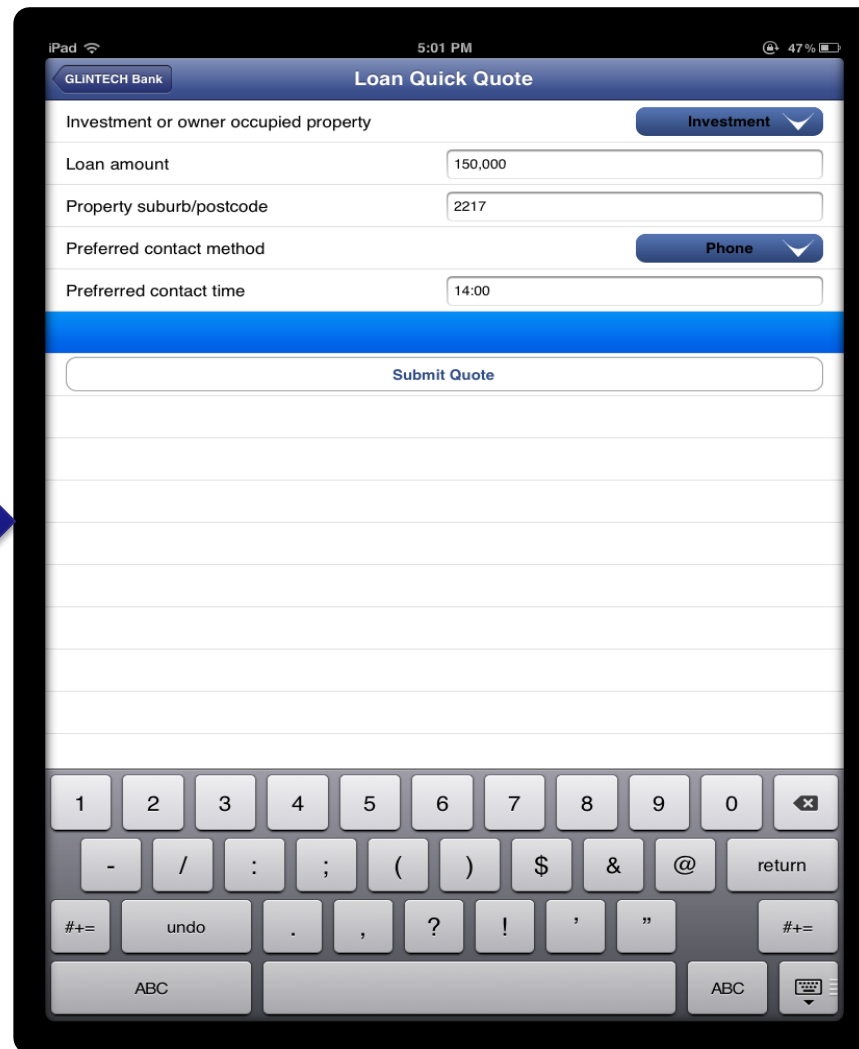 iPad 5:01 PM 47%
GLiNTECH Bank Loan Quick Quote
Investment or owner occupied property Investment
Loan amount 150,000
Property suburb/postcode 2217
Preferred contact method Phone
Prefrerred contact time 14:00
Submit Quote
1 2 3 4 5 6 7 8 9 0
- / : ; ( ) $ & @ return
#+= undo . , ? ! ' " #+=
ABC ABC